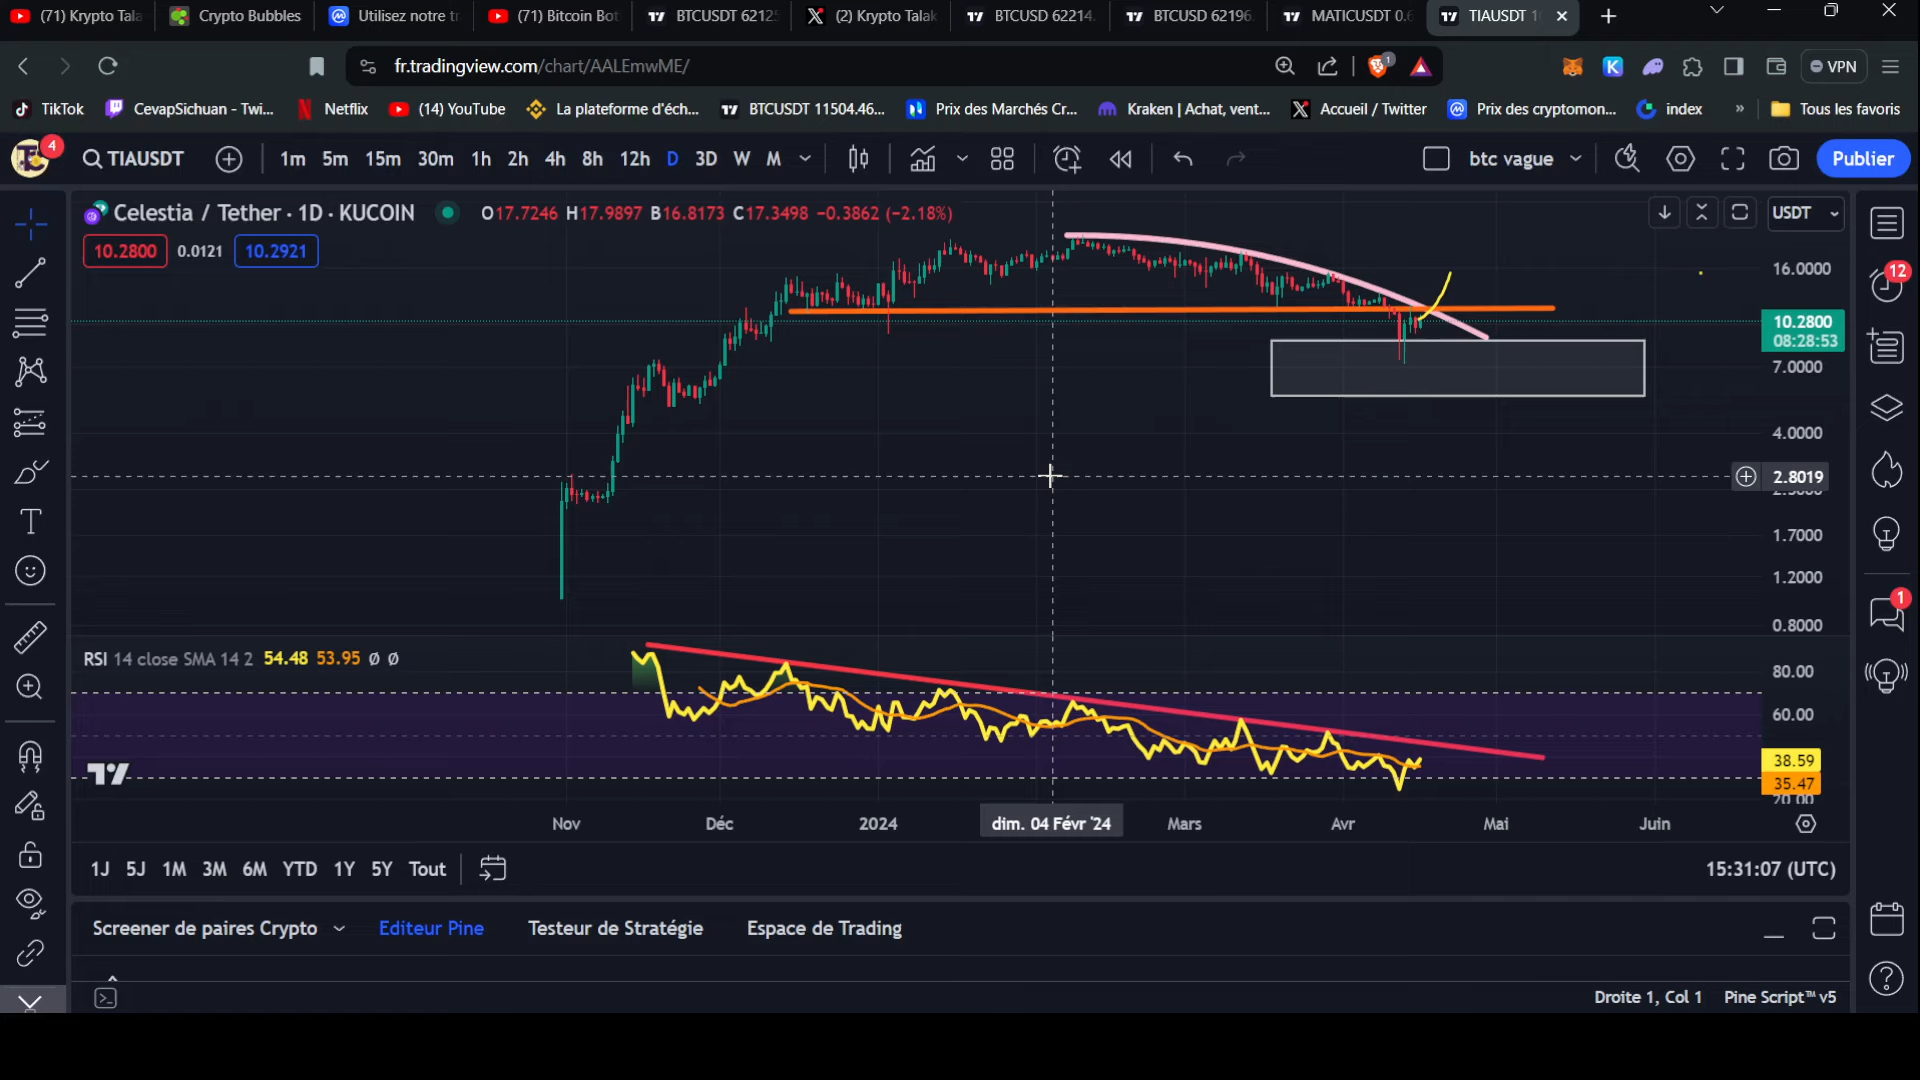 (71) Krypto Tala
Crypto Bubbles
Utilisez notre tr
(71) Bitcoin Bot
BTCUSDT 6212
(2) Krypto Talak
BTCUSD 62214.
BTCUSD 62196.
MATICUSDT 0.6
TIAUSDT 1
fr.tradingview.com/chart/AALEmwME/
1
VPN
TikTok
CevapSichuan - Twi...
Netflix
(14) YouTube
La plateforme d'éch...
BTCUSDT 11504.46...
Prix des Marchés Cr...
Kraken | Achat, vent...
Accueil / Twitter
Prix des cryptomon...
index
»
Tous les favoris
4
TIAUSDT
1m 5m 15m 30m 1h 2h 4h 8h 12h D 3D W M
btc vague
Publier
Celestia / Tether · 1D · KUCOIN
O17.7246 H17.9897 B16.8173 C17.3498 −0.3862 (−2.18%)
USDT
10.2800 0.0121 10.2921
12
16.0000
10.2800
08:28:53
7.0000
4.0000
2.8019
1.7000
1.2000
0.8000
1
RSI 14 close SMA 14 2 54.48 53.95 Ø Ø
80.00
60.00
38.59
35.47
20.00
Nov Déc 2024 dim. 04 Févr '24 Mars Avr Mai Juin
1J 5J 1M 3M 6M YTD 1Y 5Y Tout
15:31:07 (UTC)
Screener de paires Crypto
Editeur Pine
Testeur de Stratégie
Espace de Trading
Droite 1, Col 1 Pine Script™ v5